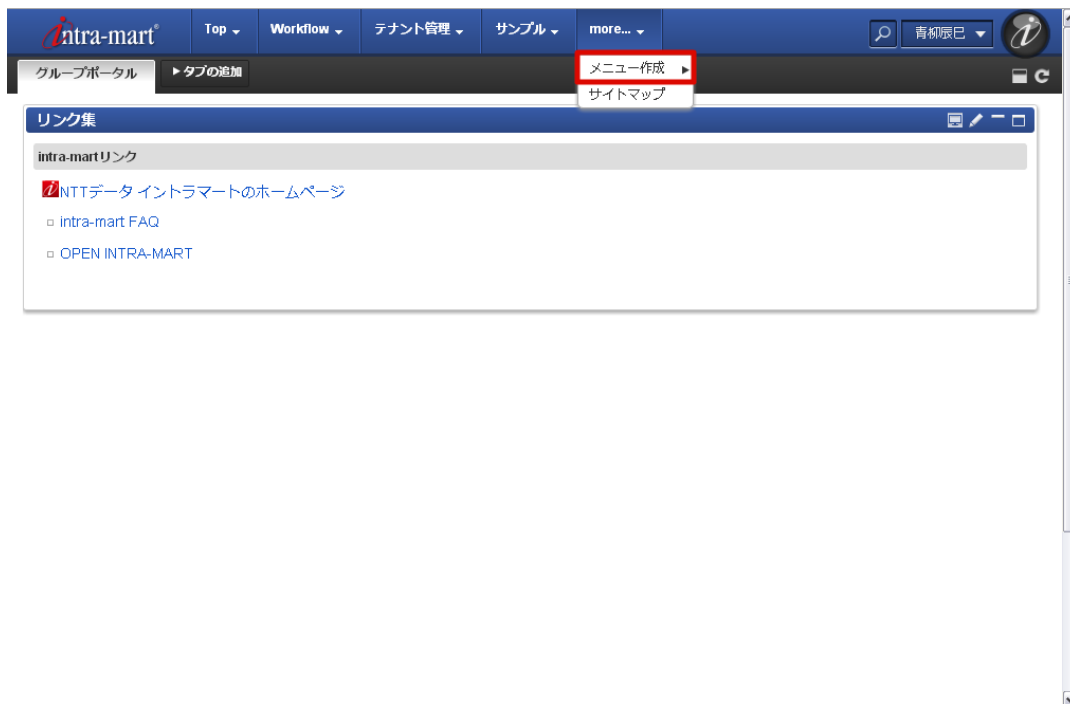 intra-mart® Top Workflow テナント管理 サンプル more... 青柳辰巳
グループポータル タブの追加 メニュー作成
サイトマップ
リンク集
intra-martリンク
NTTデータ イントラマートのホームページ
intra-mart FAQ
OPEN INTRA-MART